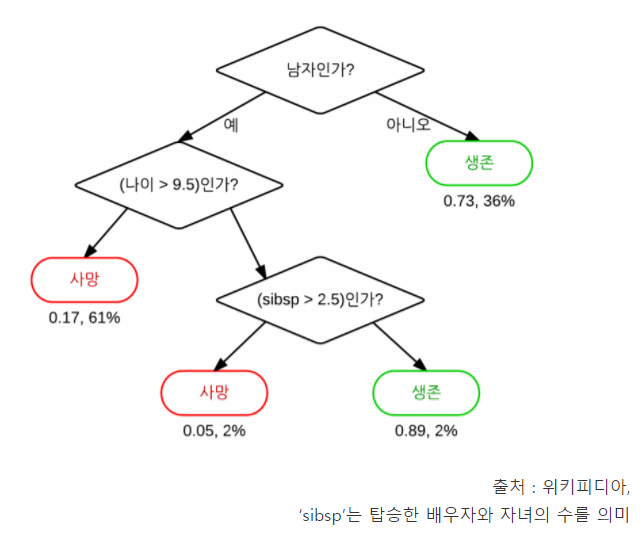 남자인가?
예
아니오
생존
0.73, 36%
(나이 > 9.5)인가?
사망
0.17, 61%
(sibsp > 2.5)인가?
사망
0.05, 2%
생존
0.89, 2%
출처 : 위키피디아,
‘sibsp’는 탑승한 배우자와 자녀의 수를 의미